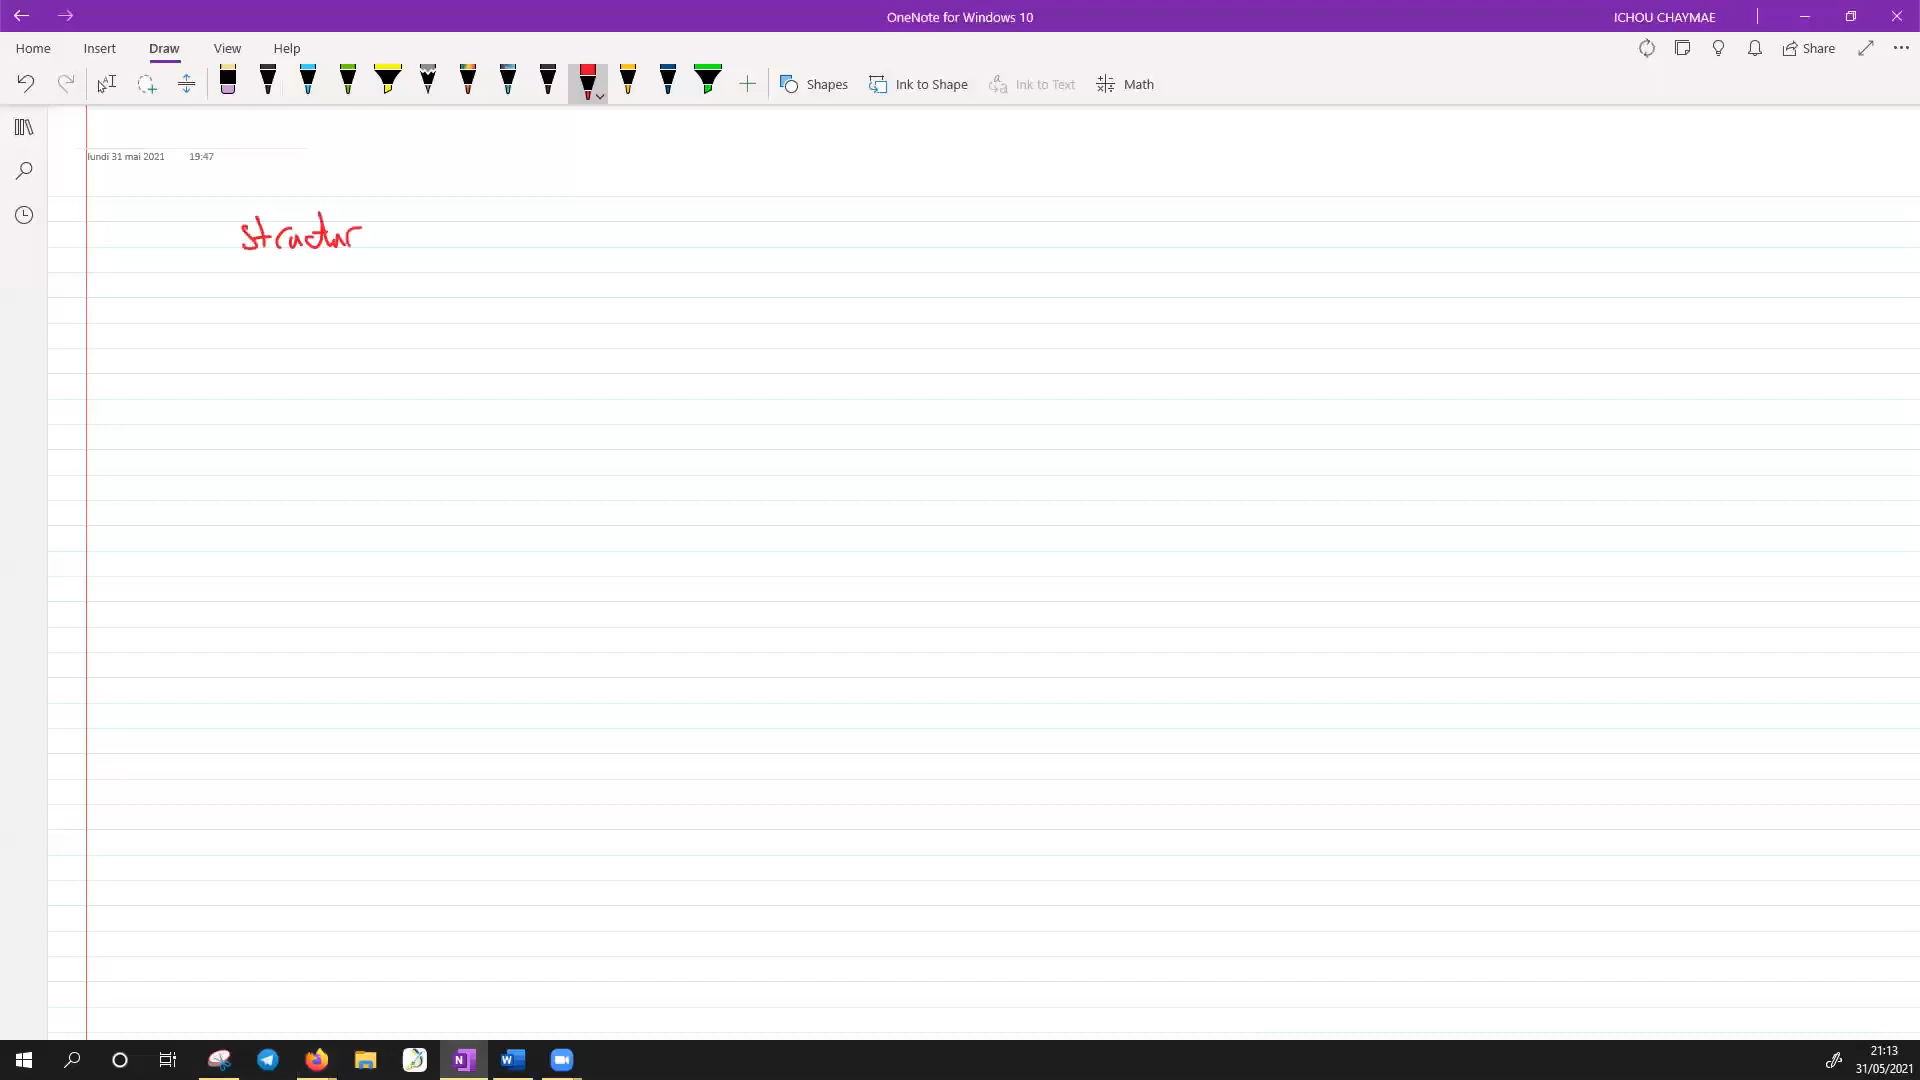 OneNote for Windows 10
ICHOU CHAYMAE
Home Insert Draw View Help
Share
Shapes
Ink to Shape
Ink to Text
Math
lundi 31 mai 2021 19:47
structur
21:13
31/05/2021